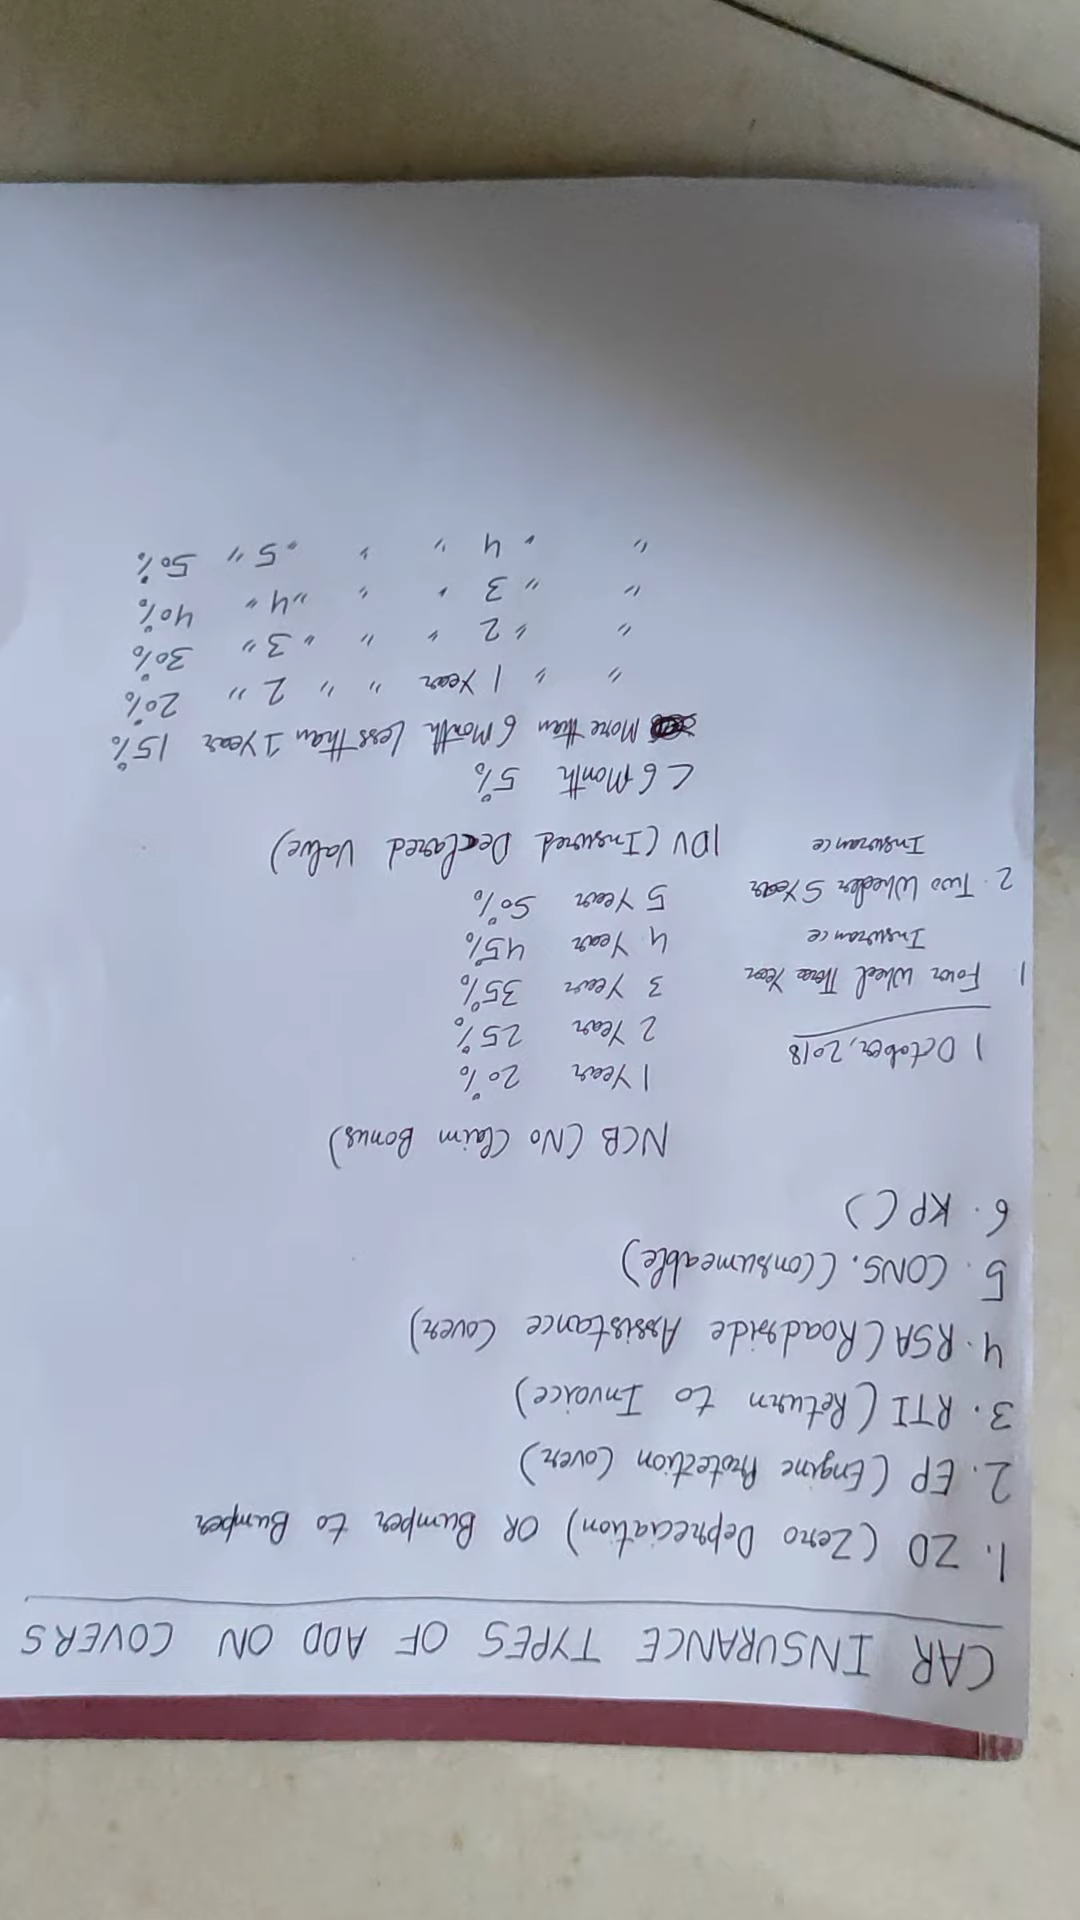 CAR INSURANCE TYPES OF ADD ON COVERS
1. ZD (Zero Depreciation) OR Bumper to Bumper
2. EP (Engine Protection Cover)
3. RTI (Return to Invoice)
4. RSA (Roadside Assistance Cover)
5. CONS. (Consumeable)
6. KP ( )
NCB (No Claim Bonus)
1 Year 20%
2 Year 25%
3 Year 35%
4 Year 45%
5 Year 50%
1 October, 2018
1 Four Wheel Three Year
Insurance
2. Two Wheeler 5 Year
Insurance
IDV (Insured Declared Value)
< 6 Month 5%
More than 6 Month Less than 1 Year 15%
" " 1 Year " " 2 " 20%
" " 2 " " " 3 " 30%
" " 3 " " " 4 " 40%
" " 4 " " " 5 " 50%